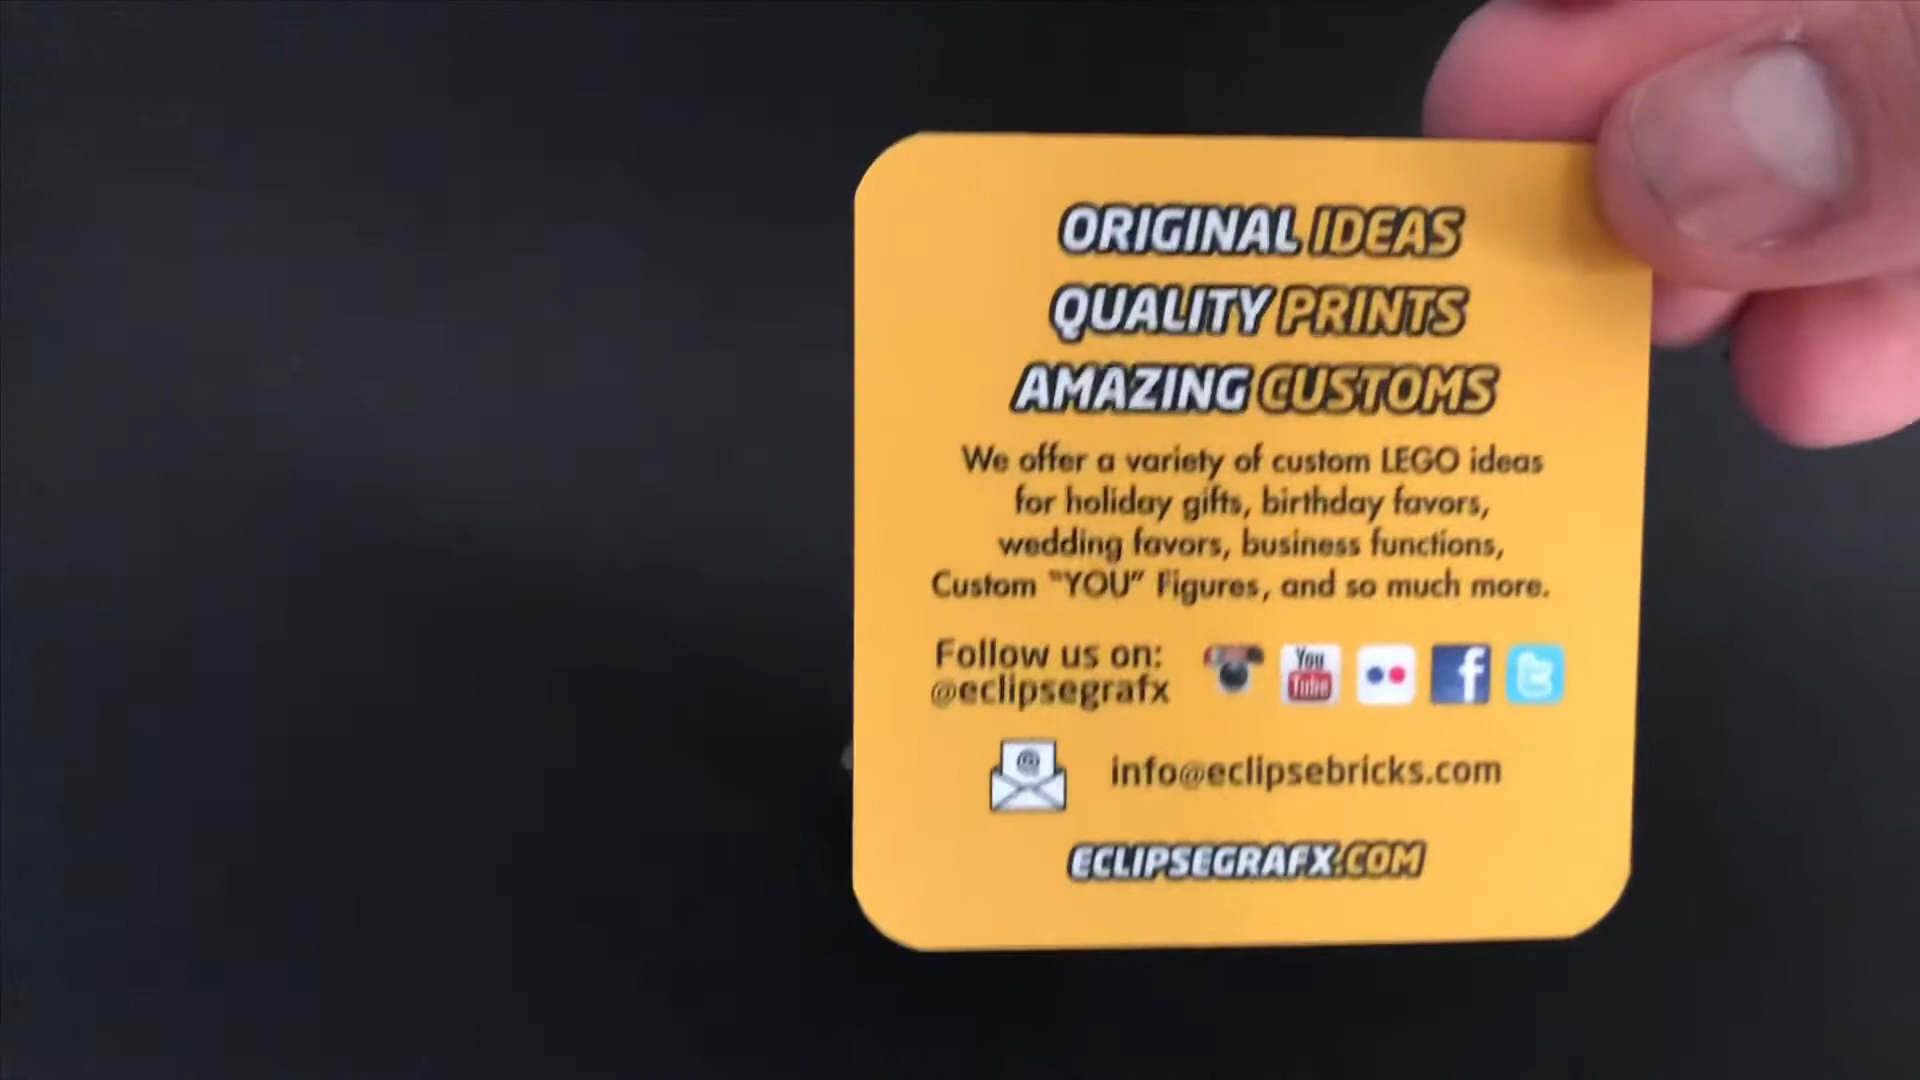 ORIGINAL IDEAS
QUALITY PRINTS
AMAZING CUSTOMS
We offer a variety of custom LEGO ideas
for holiday gifts, birthday favors,
wedding favors, business functions,
Custom "YOU" Figures, and so much more.
Follow us on:
@eclipsegrafx
You
Tube
f
t
@
info@eclipsebricks.com
ECLIPSEGRAFX.COM